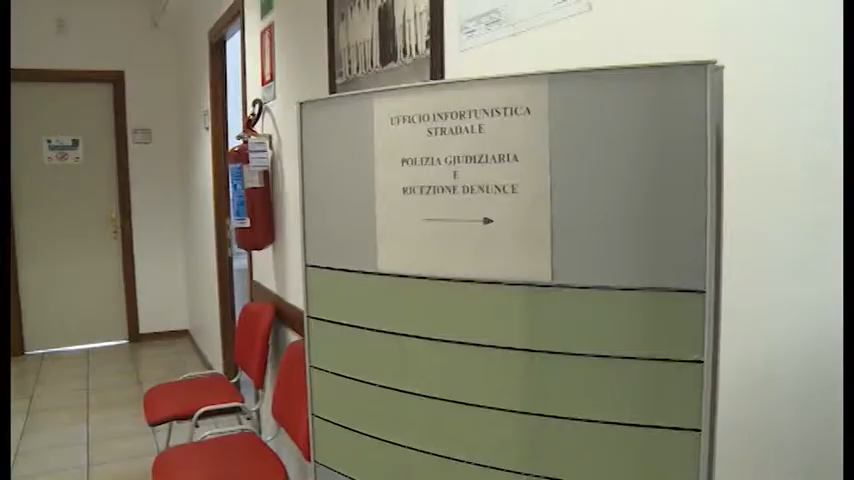 UFFICIO INFORTUNISTICA
STRADALE
POLIZIA GIUDIZIARIA
E
RICEZIONE DENUNCE